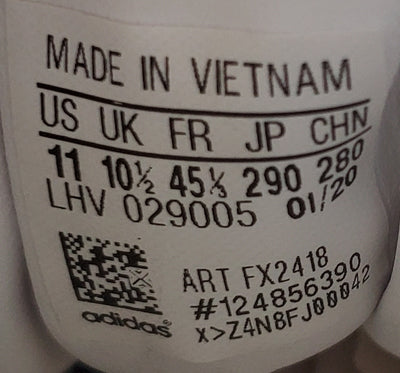 MADE IN VIETNAM
US UK FR JP CHN
11 10½ 45⅓ 290 280
LHV 029005 01/20
ART FX2418
#124856390
X>Z4N8FJ00042
adidas